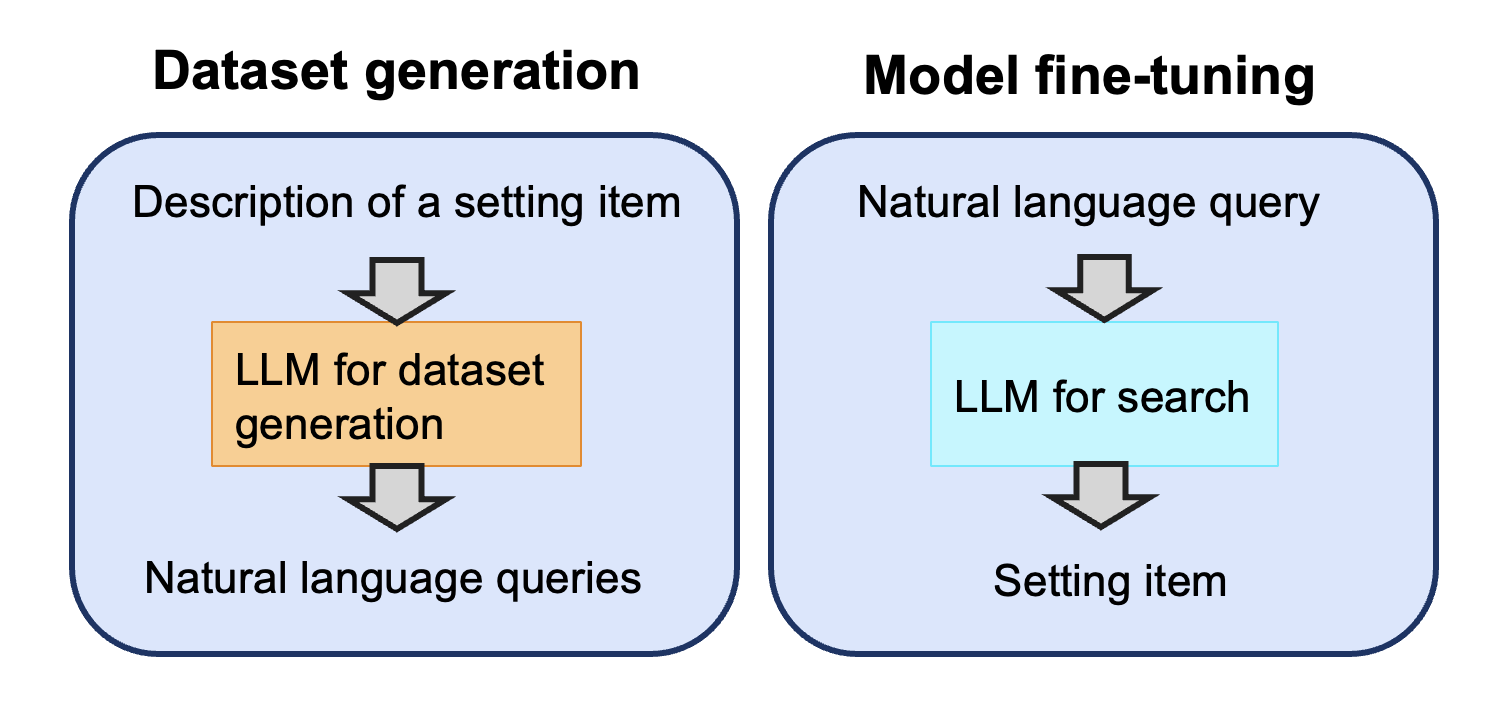 Dataset generation
Description of a setting item
LLM for dataset
generation
Natural language queries
Model fine-tuning
Natural language query
LLM for search
Setting item